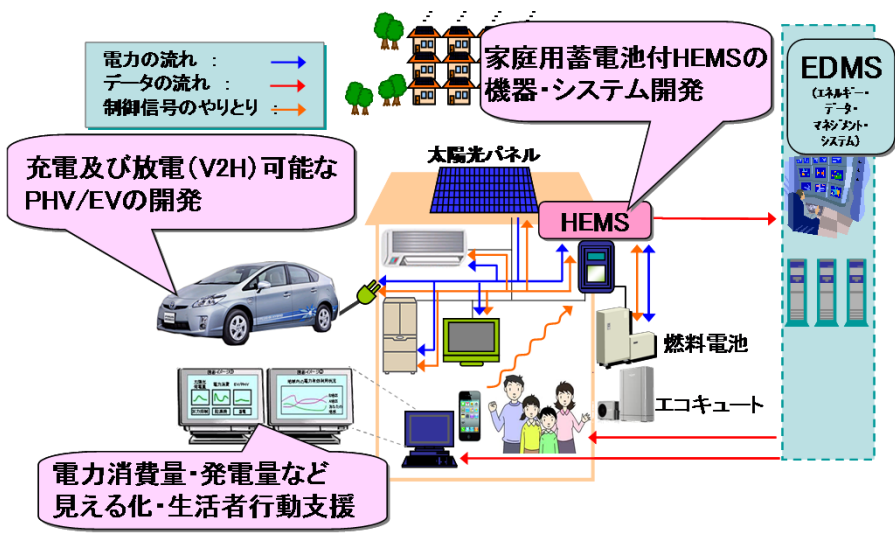 電力の流れ :
データの流れ :
制御信号のやりとり :
家庭用蓄電池付HEMSの
機器・システム開発
EDMS
(エネルギー・
データ・
マネジメント・
システム)
充電及び放電(V2H)可能な
PHV/EVの開発
太陽光パネル
HEMS
燃料電池
エコキュート
電力消費量・発電量など
見える化・生活者行動支援